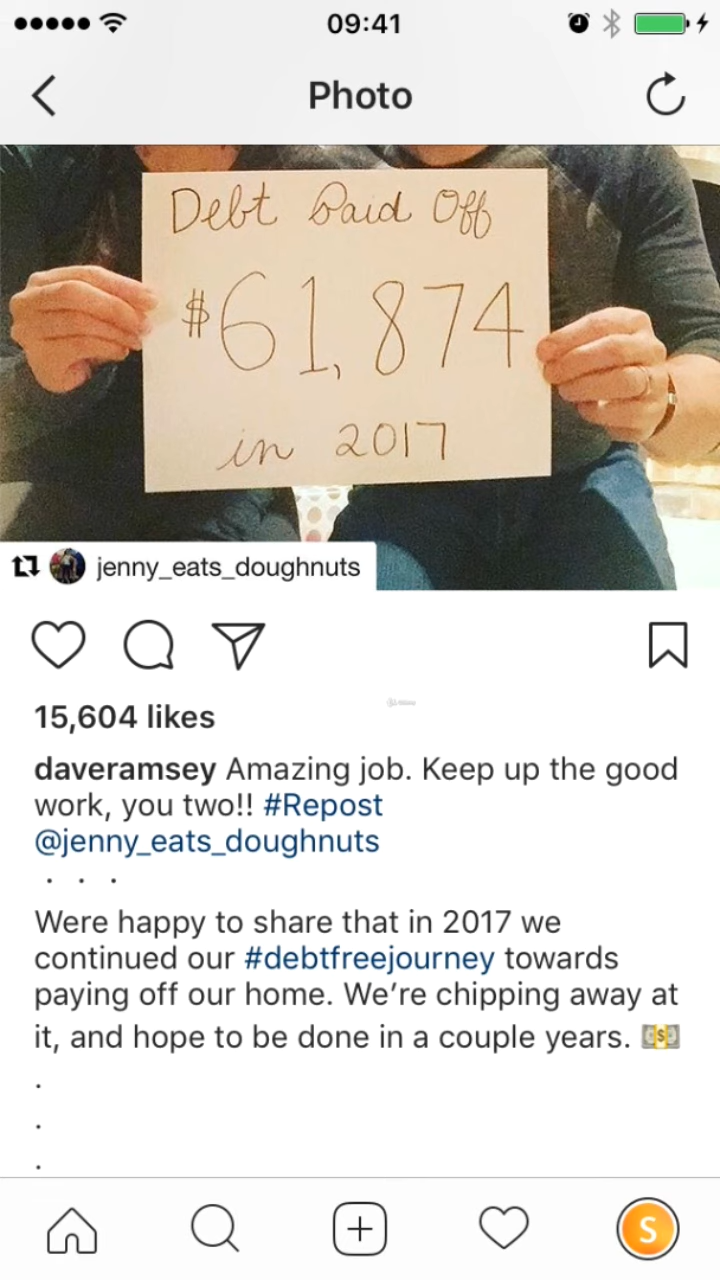 09:41
Photo
Debt Paid Off
$61,874
in 2017
jenny_eats_doughnuts
15,604 likes
daveramsey Amazing job. Keep up the good
work, you two!! #Repost
@jenny_eats_doughnuts
. . .
Were happy to share that in 2017 we
continued our #debtfreejourney towards
paying off our home. We’re chipping away at
it, and hope to be done in a couple years. 💵
.
.
.
S